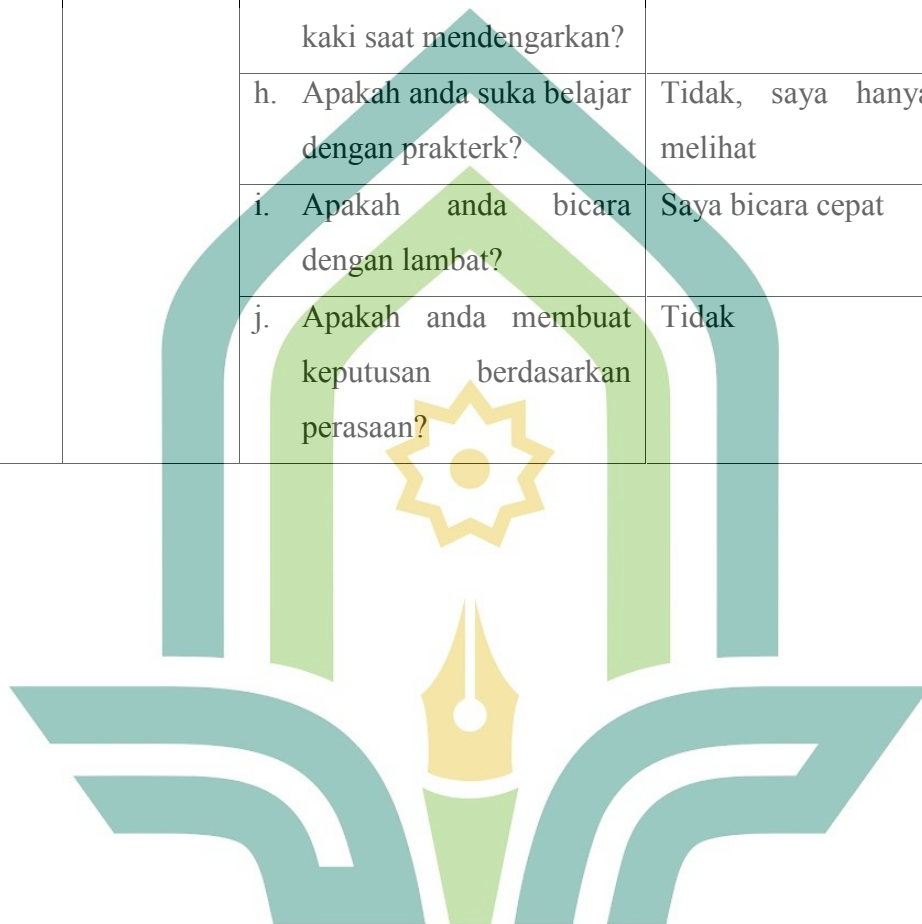 kaki saat mendengarkan?
h. Apakah anda suka belajar
dengan prakterk?
Tidak, saya hanya
melihat
i. Apakah anda bicara
dengan lambat?
Saya bicara cepat
j. Apakah anda membuat
keputusan berdasarkan
perasaan?
Tidak